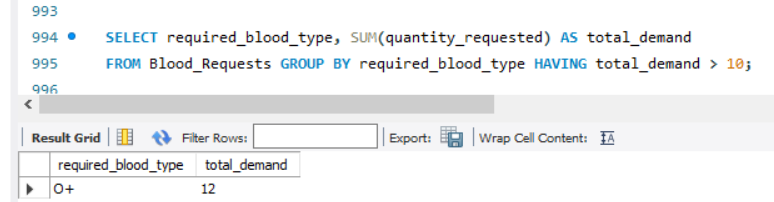 993
994 SELECT required_blood_type, SUM(quantity_requested) AS total_demand
995 FROM Blood_Requests GROUP BY required_blood_type HAVING total_demand > 10;
996
Result Grid Filter Rows: Export: Wrap Cell Content:
required_blood_type total_demand
O+ 12